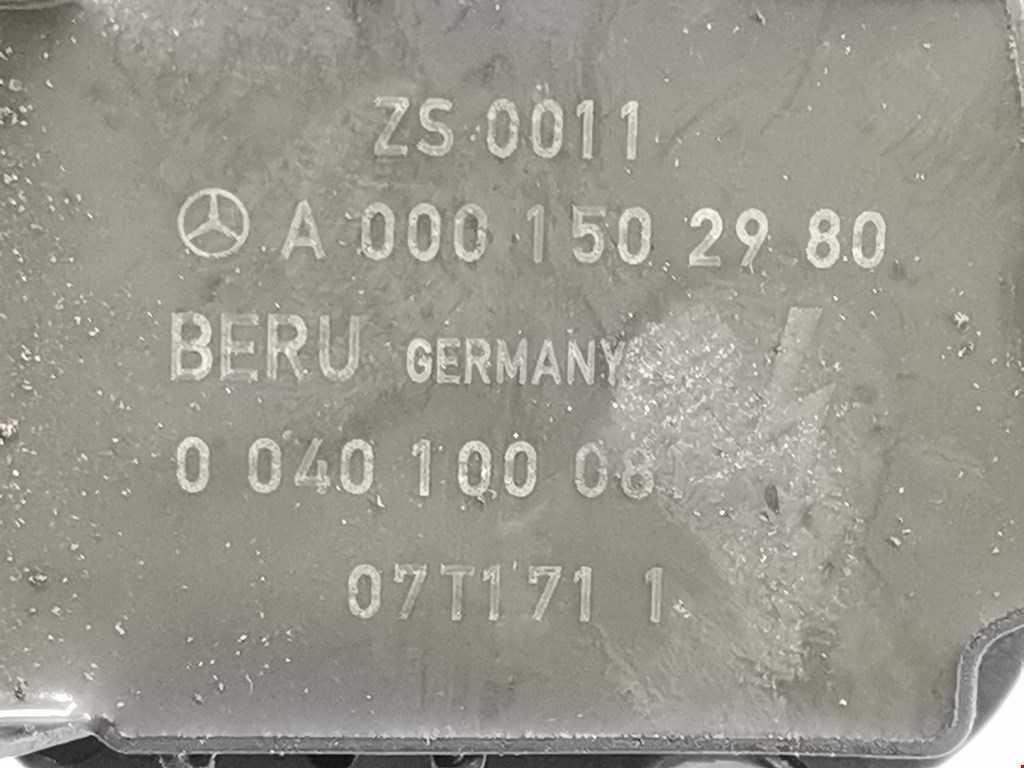 ZS 0011
A 000 150 29 80
BERU GERMANY
0 040 100 081
07T171 1